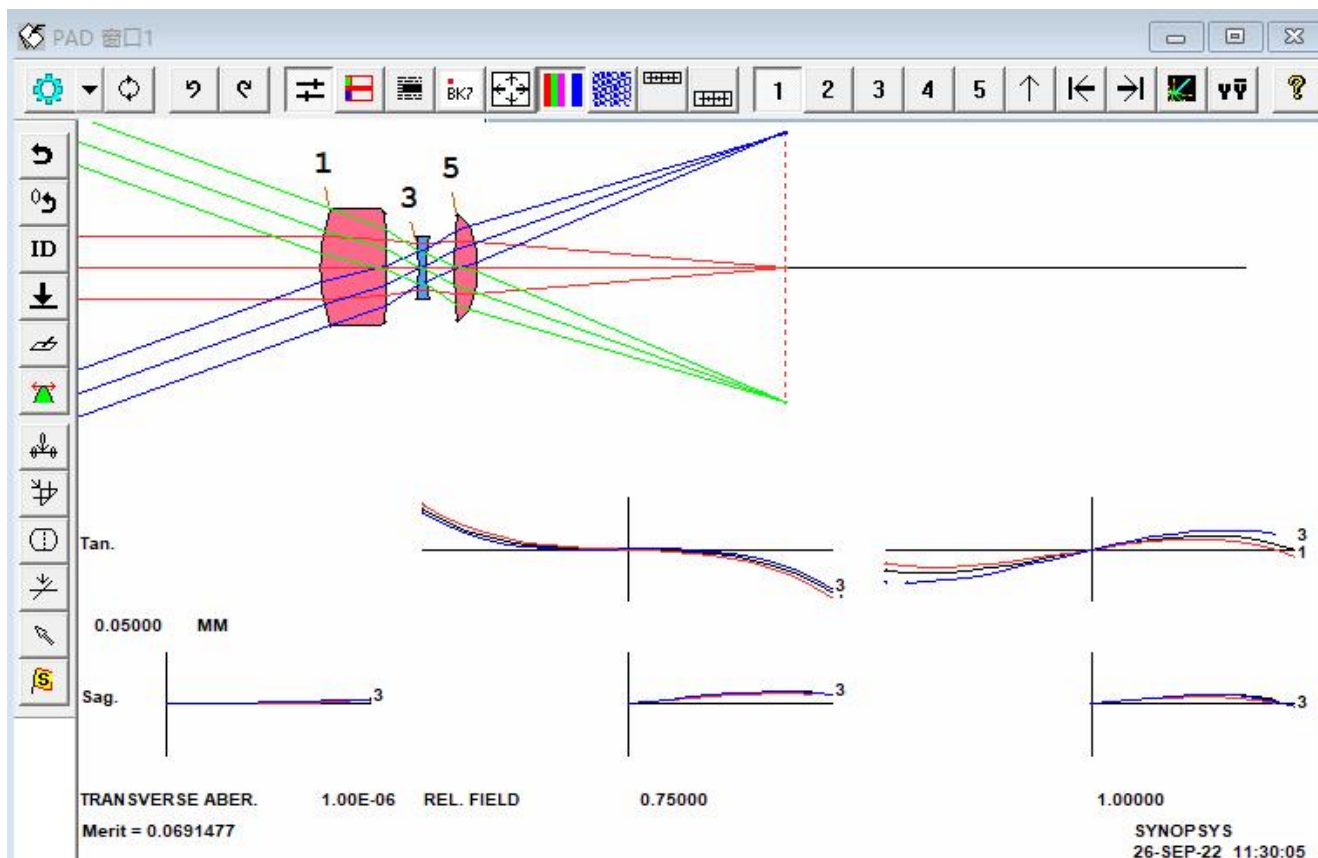 PAD 窗口1
BK7 1 2 3 4 5 yȳ ?
0
ID
1 3 5
Tan. 3 3
1
0.05000 MM
Sag. 3 3 3
TRANSVERSE ABER. 1.00E-06 REL. FIELD 0.75000 1.00000
Merit = 0.0691477 SYNOPSYS
26-SEP-22 11:30:05